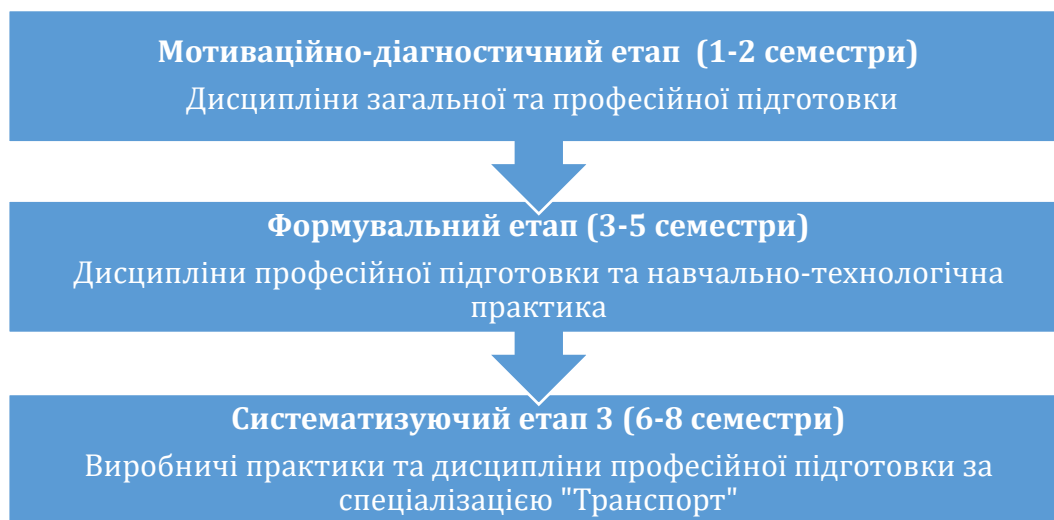 Мотиваційно-діагностичний етап  (1-2 семестри)
Дисципліни загальної та професійної підготовки
Формувальний етап (3-5 семестри)
Дисципліни професійної підготовки та навчально-технологічна
практика
Систематизуючий етап 3 (6-8 семестри)
Виробничі практики та дисципліни професійної підготовки за
спеціалізацією "Транспорт"